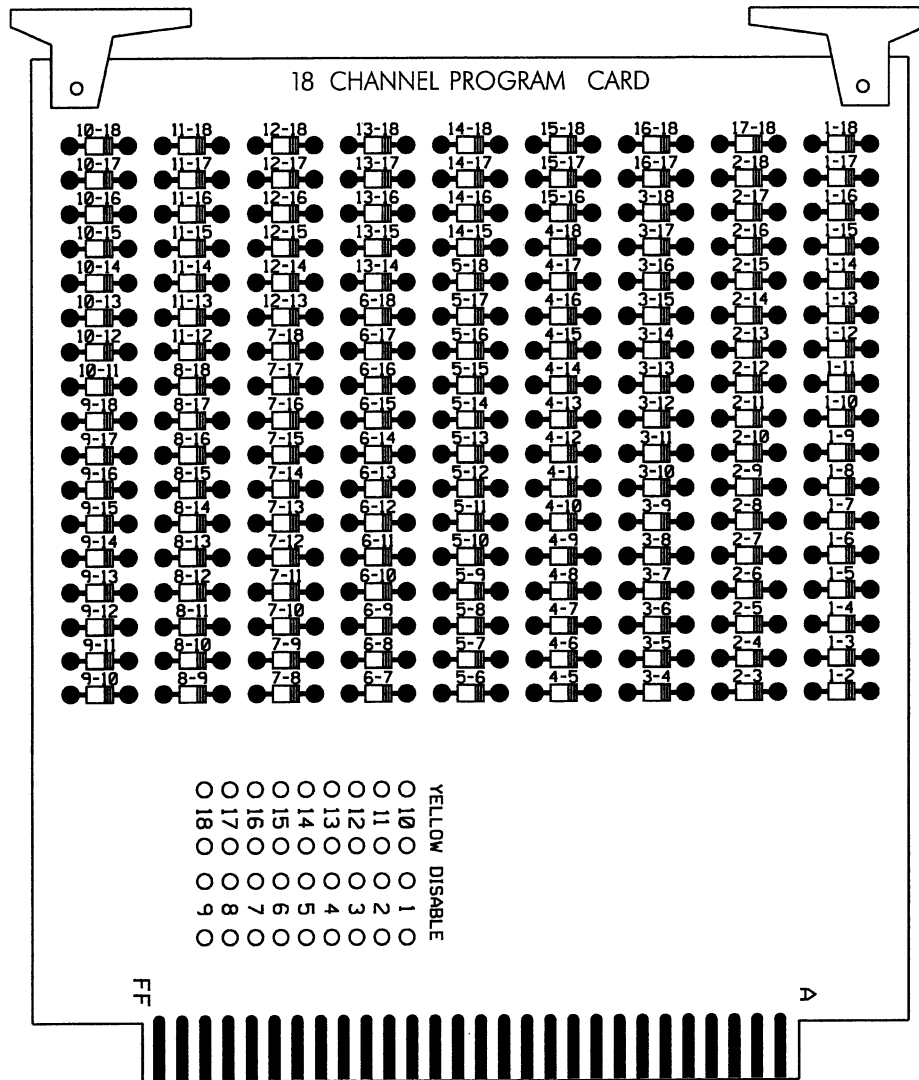 18 CHANNEL PROGRAM CARD
10-18 11-18 12-18 13-18 14-18 15-18 16-18 17-18 1-18
10-17 11-17 12-17 13-17 14-17 15-17 16-17 2-18 1-17
10-16 11-16 12-16 13-16 14-16 15-16 3-18 2-17 1-16
10-15 11-15 12-15 13-15 14-15 4-18 3-17 2-16 1-15
10-14 11-14 12-14 13-14 5-18 4-17 3-16 2-15 1-14
10-13 11-13 12-13 6-18 5-17 4-16 3-15 2-14 1-13
10-12 11-12 7-18 6-17 5-16 4-15 3-14 2-13 1-12
10-11 8-18 7-17 6-16 5-15 4-14 3-13 2-12 1-11
9-18 8-17 7-16 6-15 5-14 4-13 3-12 2-11 1-10
9-17 8-16 7-15 6-14 5-13 4-12 3-11 2-10 1-9
9-16 8-15 7-14 6-13 5-12 4-11 3-10 2-9 1-8
9-15 8-14 7-13 6-12 5-11 4-10 3-9 2-8 1-7
9-14 8-13 7-12 6-11 5-10 4-9 3-8 2-7 1-6
9-13 8-12 7-11 6-10 5-9 4-8 3-7 2-6 1-5
9-12 8-11 7-10 6-9 5-8 4-7 3-6 2-5 1-4
9-11 8-10 7-9 6-8 5-7 4-6 3-5 2-4 1-3
9-10 8-9 7-8 6-7 5-6 4-5 3-4 2-3 1-2
YELLOW DISABLE
10 1
11 2
12 3
13 4
14 5
15 6
16 7
17 8
18 9
FF A